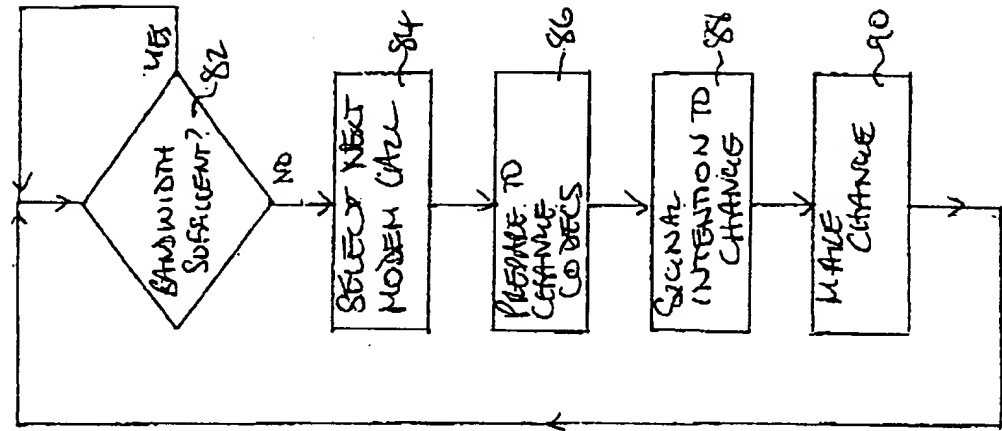 BANDWIDTH
SUFFICIENT?
82
YES
NO
SELECT NEXT
MODEM CALL
84
PREPARE TO
CHANGE
CODECS
86
SIGNAL
INTENTION TO
CHANGE
88
MAKE
CHANGE
90